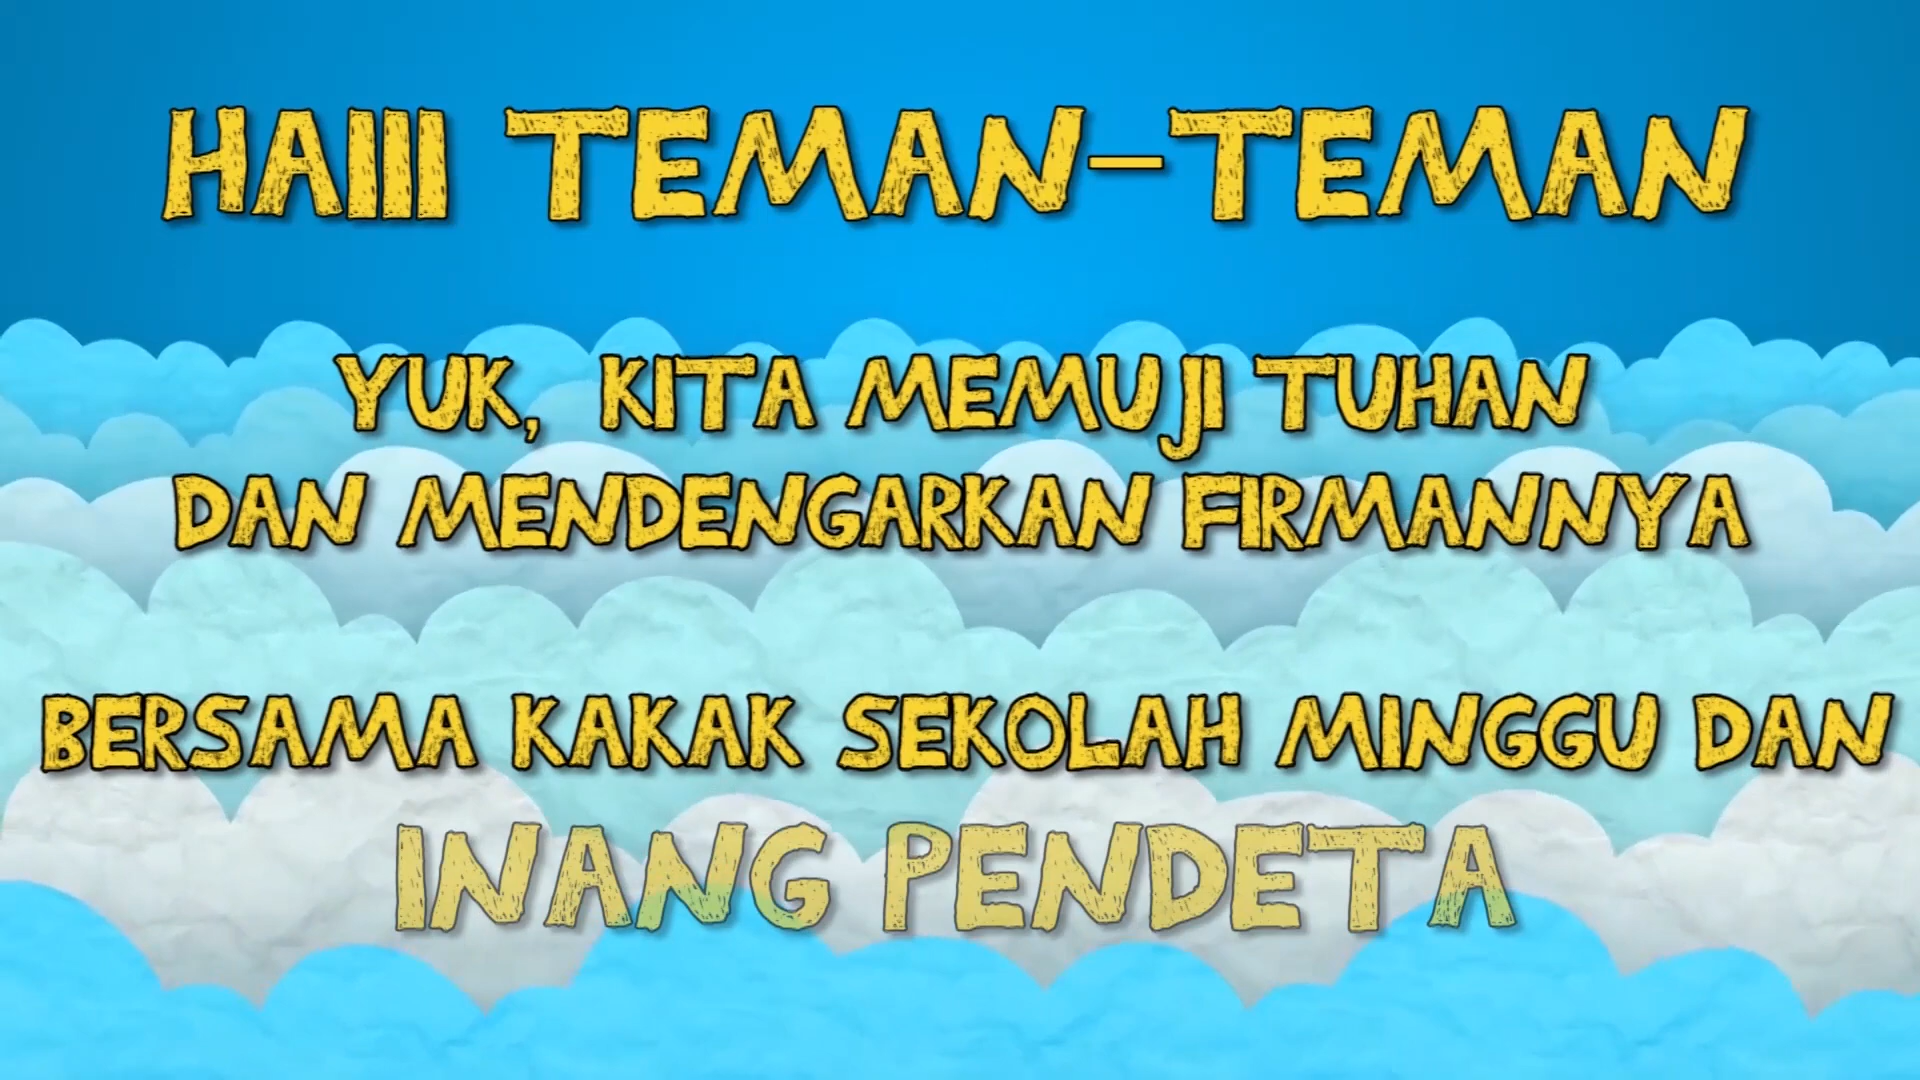 HAIII TEMAN-TEMAN
YUK, KITA MEMUJI TUHAN
DAN MENDENGARKAN FIRMANNYA
BERSAMA KAKAK SEKOLAH MINGGU DAN
INANG PENDETA